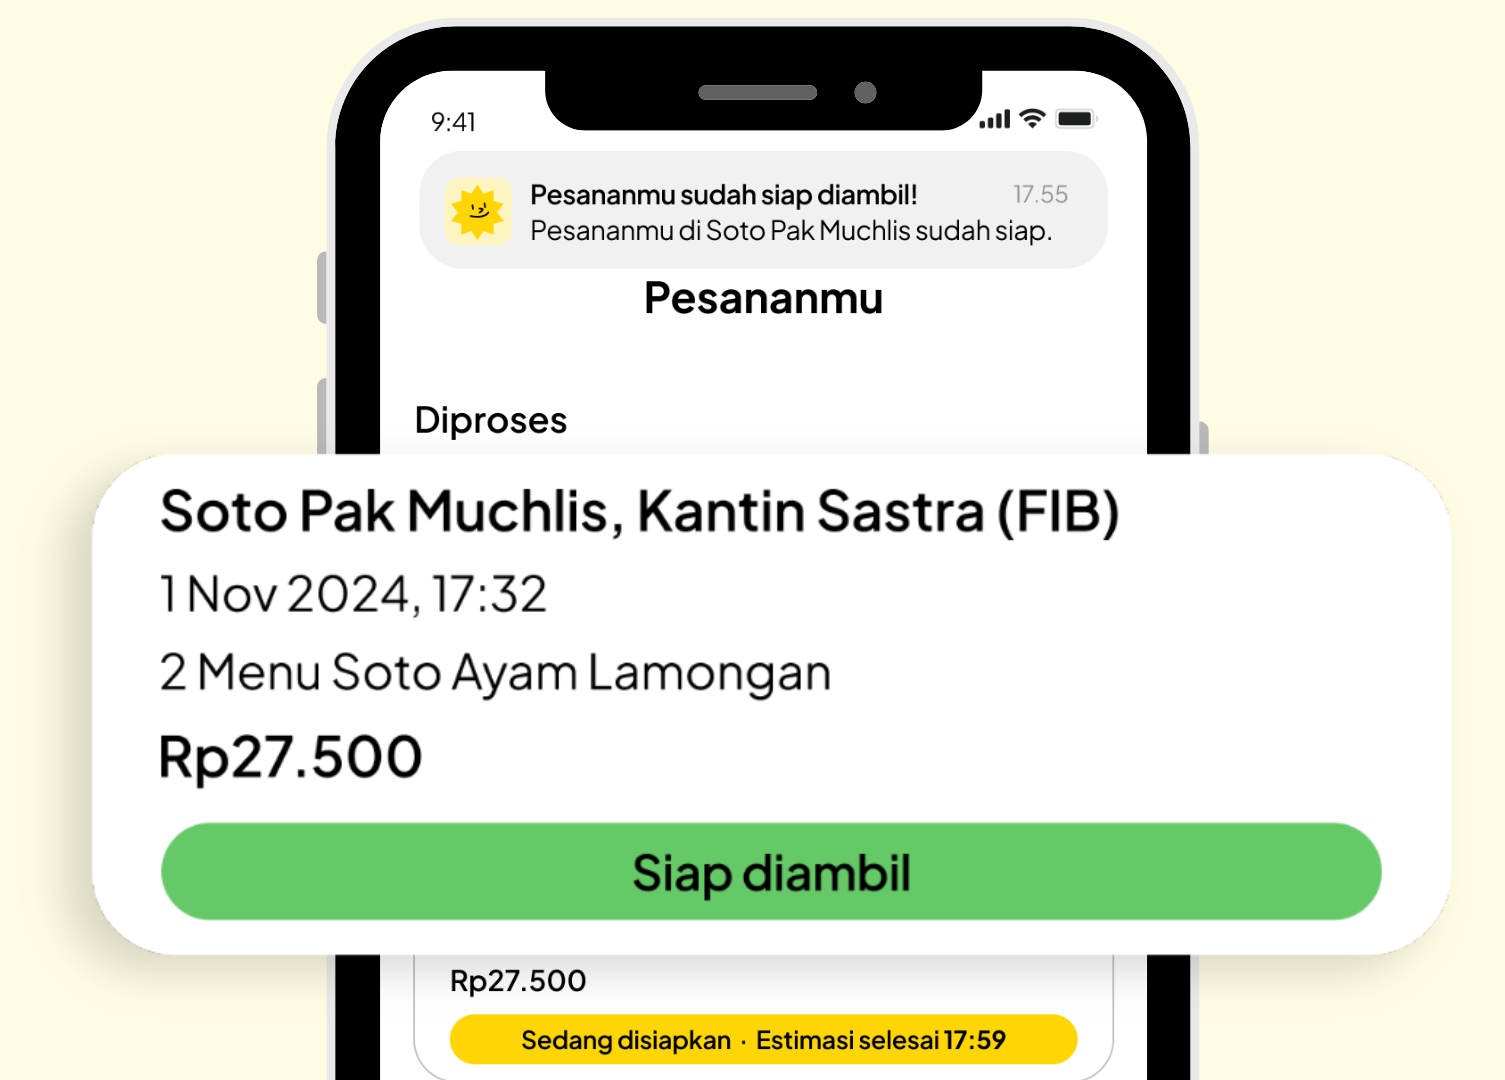 9:41
Pesananmu sudah siap diambil!
17.55
Pesananmu di Soto Pak Muchlis sudah siap.
Pesananmu
Diproses
Soto Pak Muchlis, Kantin Sastra (FIB)
1 Nov 2024, 17:32
2 Menu Soto Ayam Lamongan
Rp27.500
Siap diambil
Rp27.500
Sedang disiapkan · Estimasi selesai 17:59